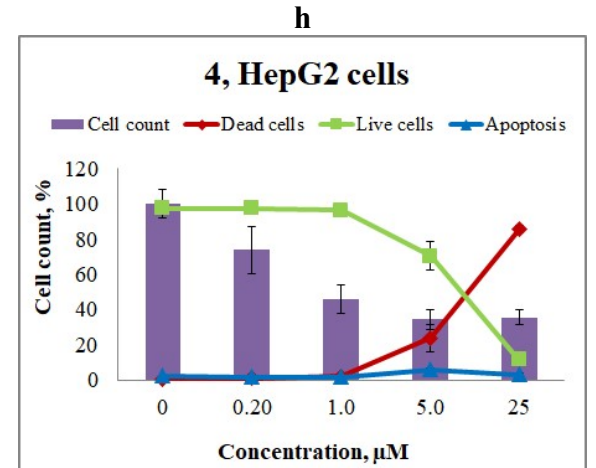 h
4, HepG2 cells
Cell count Dead cells Live cells Apoptosis
Cell count, %
120
100
80
60
40
20
0
0 0.20 1.0 5.0 25
Concentration, µM